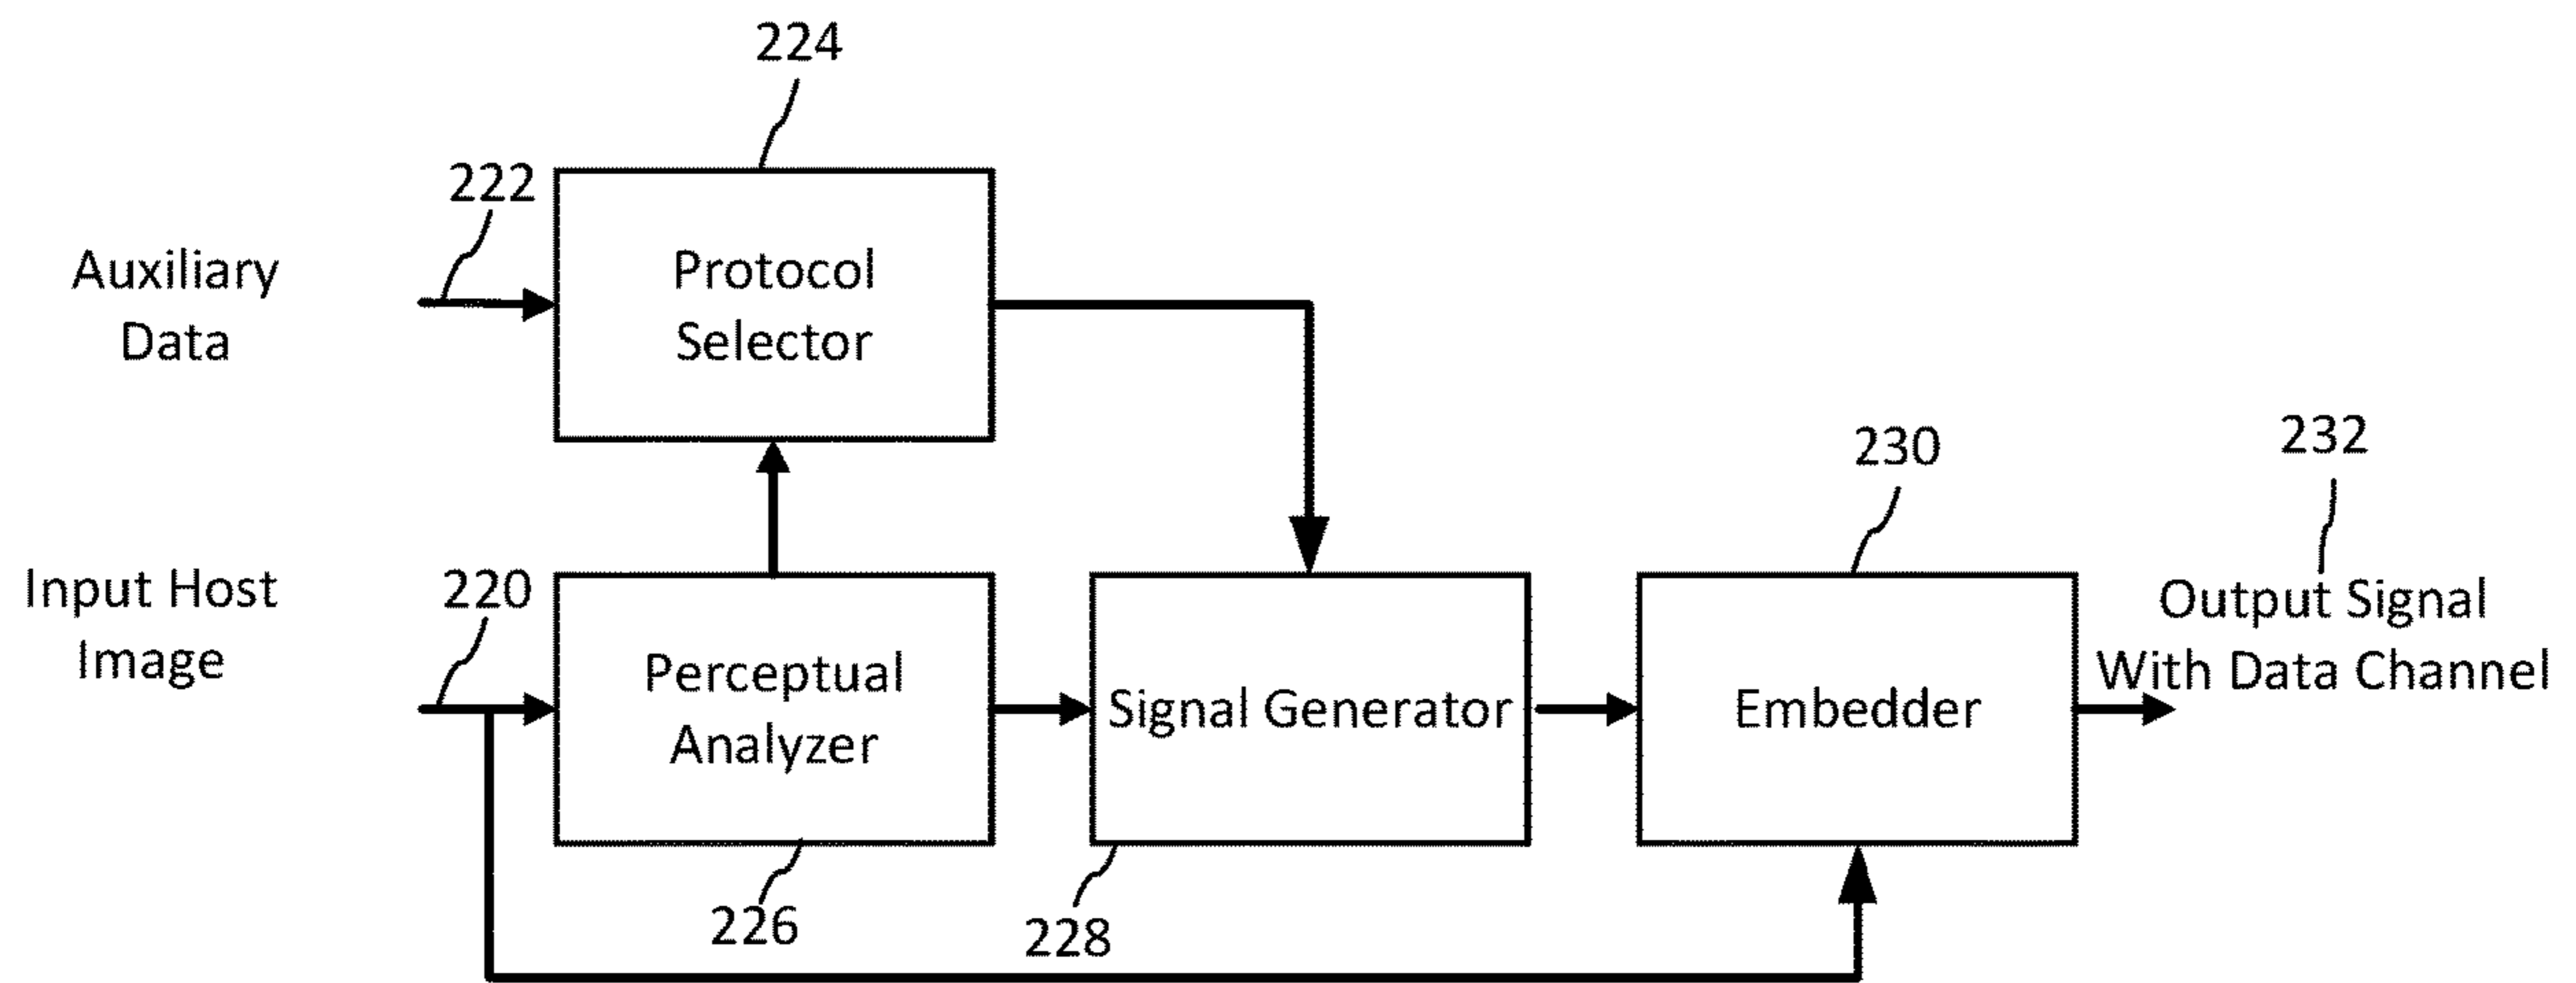 224
222
Auxiliary
Data
Protocol
Selector
230
232
Input Host
Image
220
Perceptual
Analyzer
Signal Generator
Embedder
Output Signal
With Data Channel
226
228